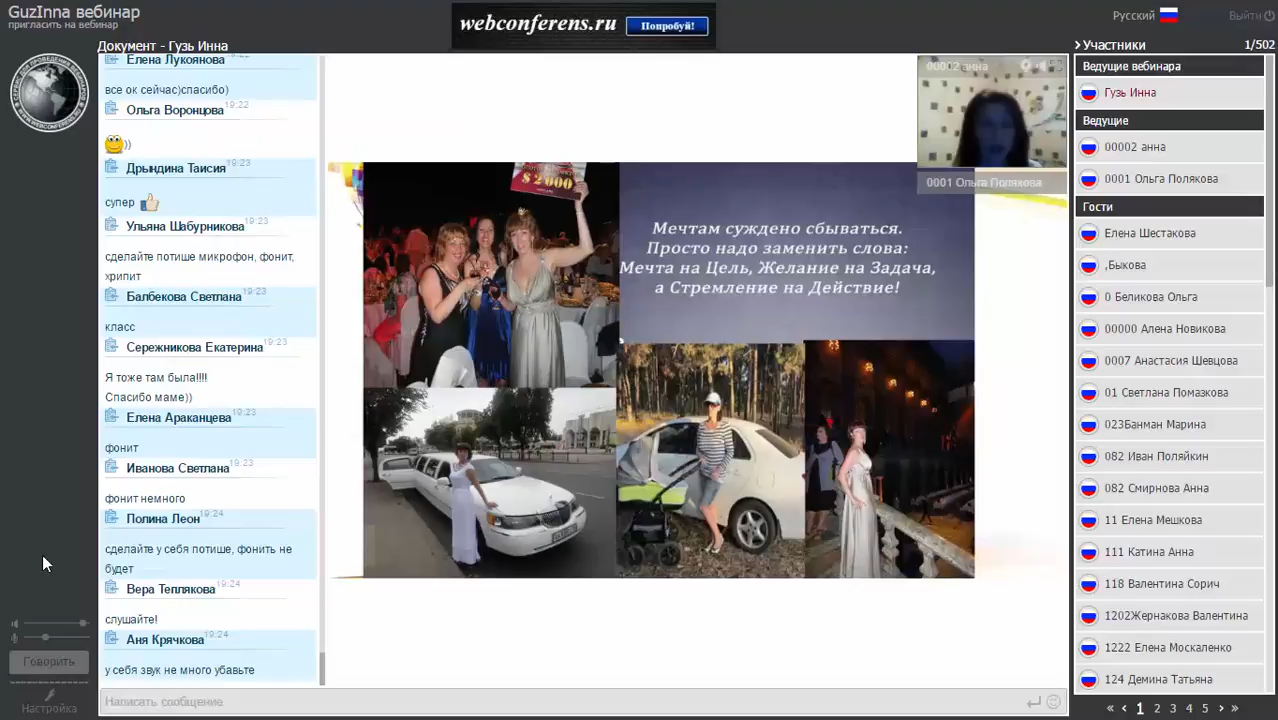 GuzInna вебинар
пригласить на вебинар
webconferens.ru
Попробуй!
Русский
Выйти
Документ - Гузь Инна
Елена Лукоянова
все ок сейчас)спасибо)
Ольга Воронцова 19:22
))
Дрындина Таисия 19:23
супер
Ульяна Шабурникова 19:23
сделайте потише микрофон, фонит,
хрипит
Балбекова Светлана 19:23
класс
Сережникова Екатерина 19:23
Я тоже там была!!!!
Спасибо маме))
Елена Араканцева 19:23
фонит
Иванова Светлана 19:23
фонит немного
Полина Леон 19:24
сделайте у себя потише, фонить не
будет
Вера Теплякова 19:24
слушайте!
Аня Крячкова 19:24
у себя звук не много убавьте
Написать сообщение
Говорить
Настройка
$ 2000
Мечтам суждено сбываться.
Просто надо заменить слова:
Мечта на Цель, Желание на Задача,
а Стремление на Действие!
00002 анна
0001 Ольга Полякова
Участники 1/502
Ведущие вебинара
Гузь Инна
Ведущие
00002 анна
0001 Ольга Полякова
Гости
Елена Шестакова
,Быкова
0 Беликова Ольга
00000 Алена Новикова
0007 Анастасия Шевцова
01 Светлана Помазкова
023Банман Марина
082 Иван Поляйкин
082 Смирнова Анна
11 Елена Мешкова
111 Катина Анна
118 Валентина Сорич
1202Жернакова Валентина
1222 Елена Москаленко
124 Демина Татьяна
« ‹ 1 2 3 4 5 › »